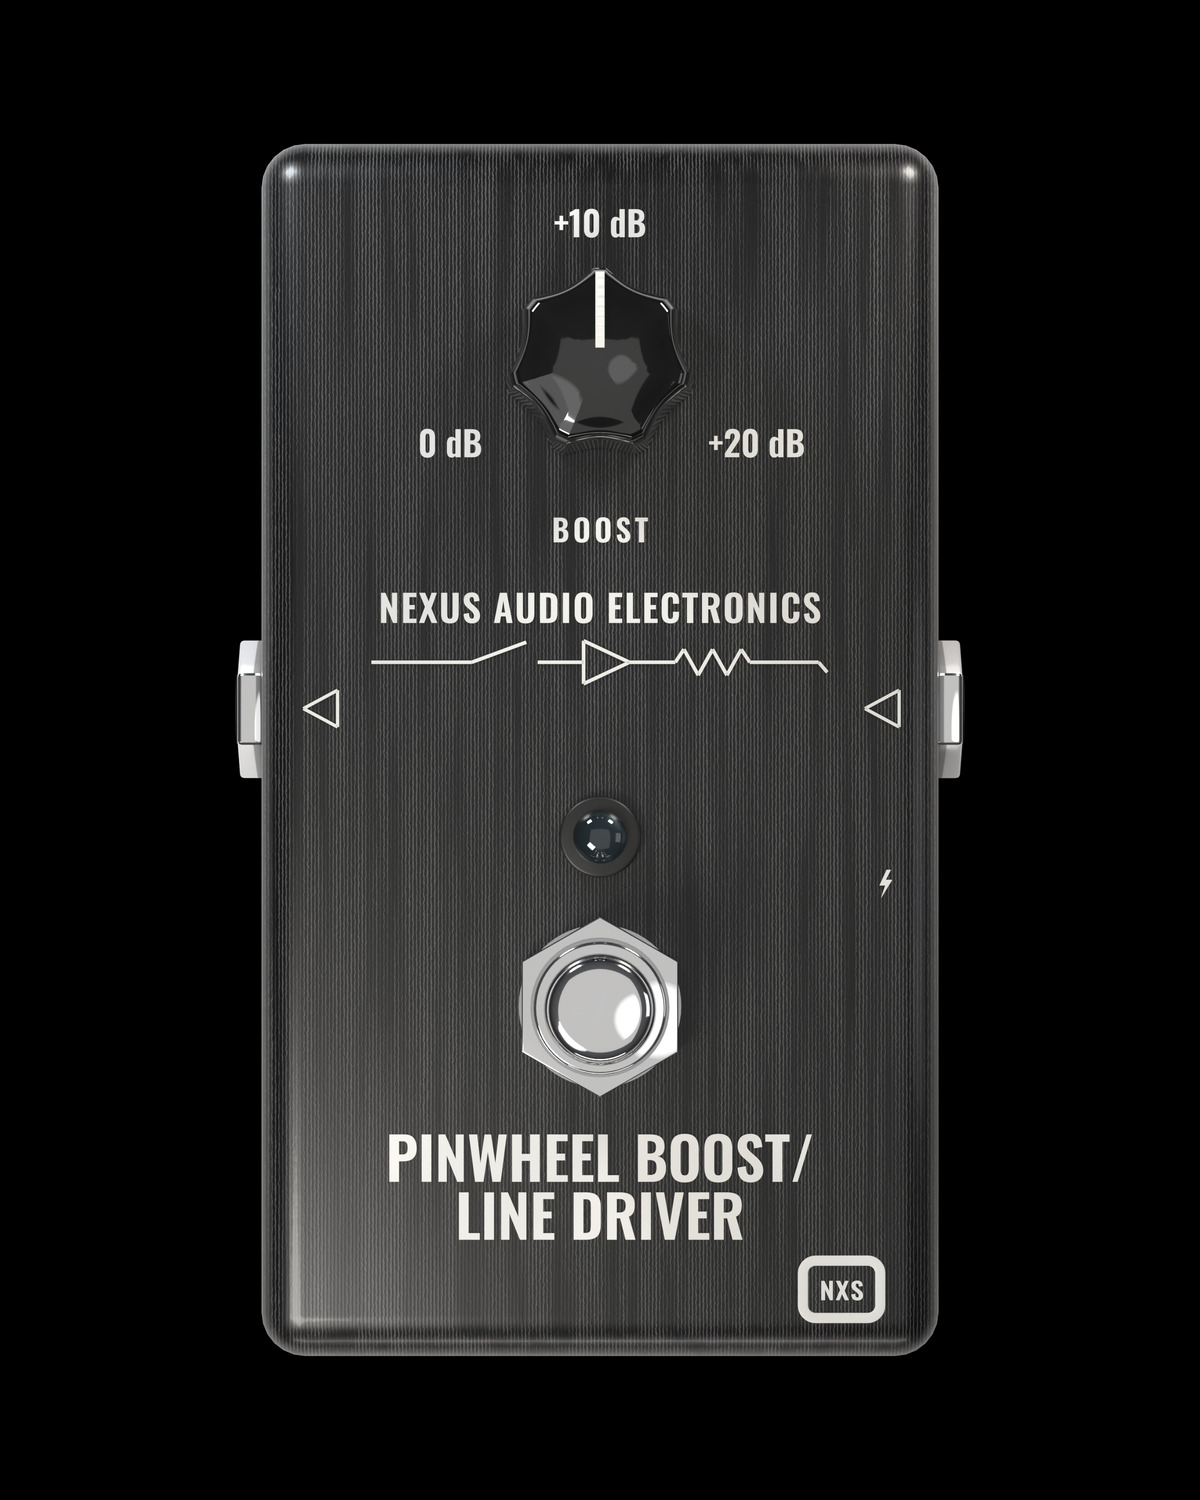 +10 dB
0 dB
+20 dB
BOOST
NEXUS AUDIO ELECTRONICS
PINWHEEL BOOST/
LINE DRIVER
NXS